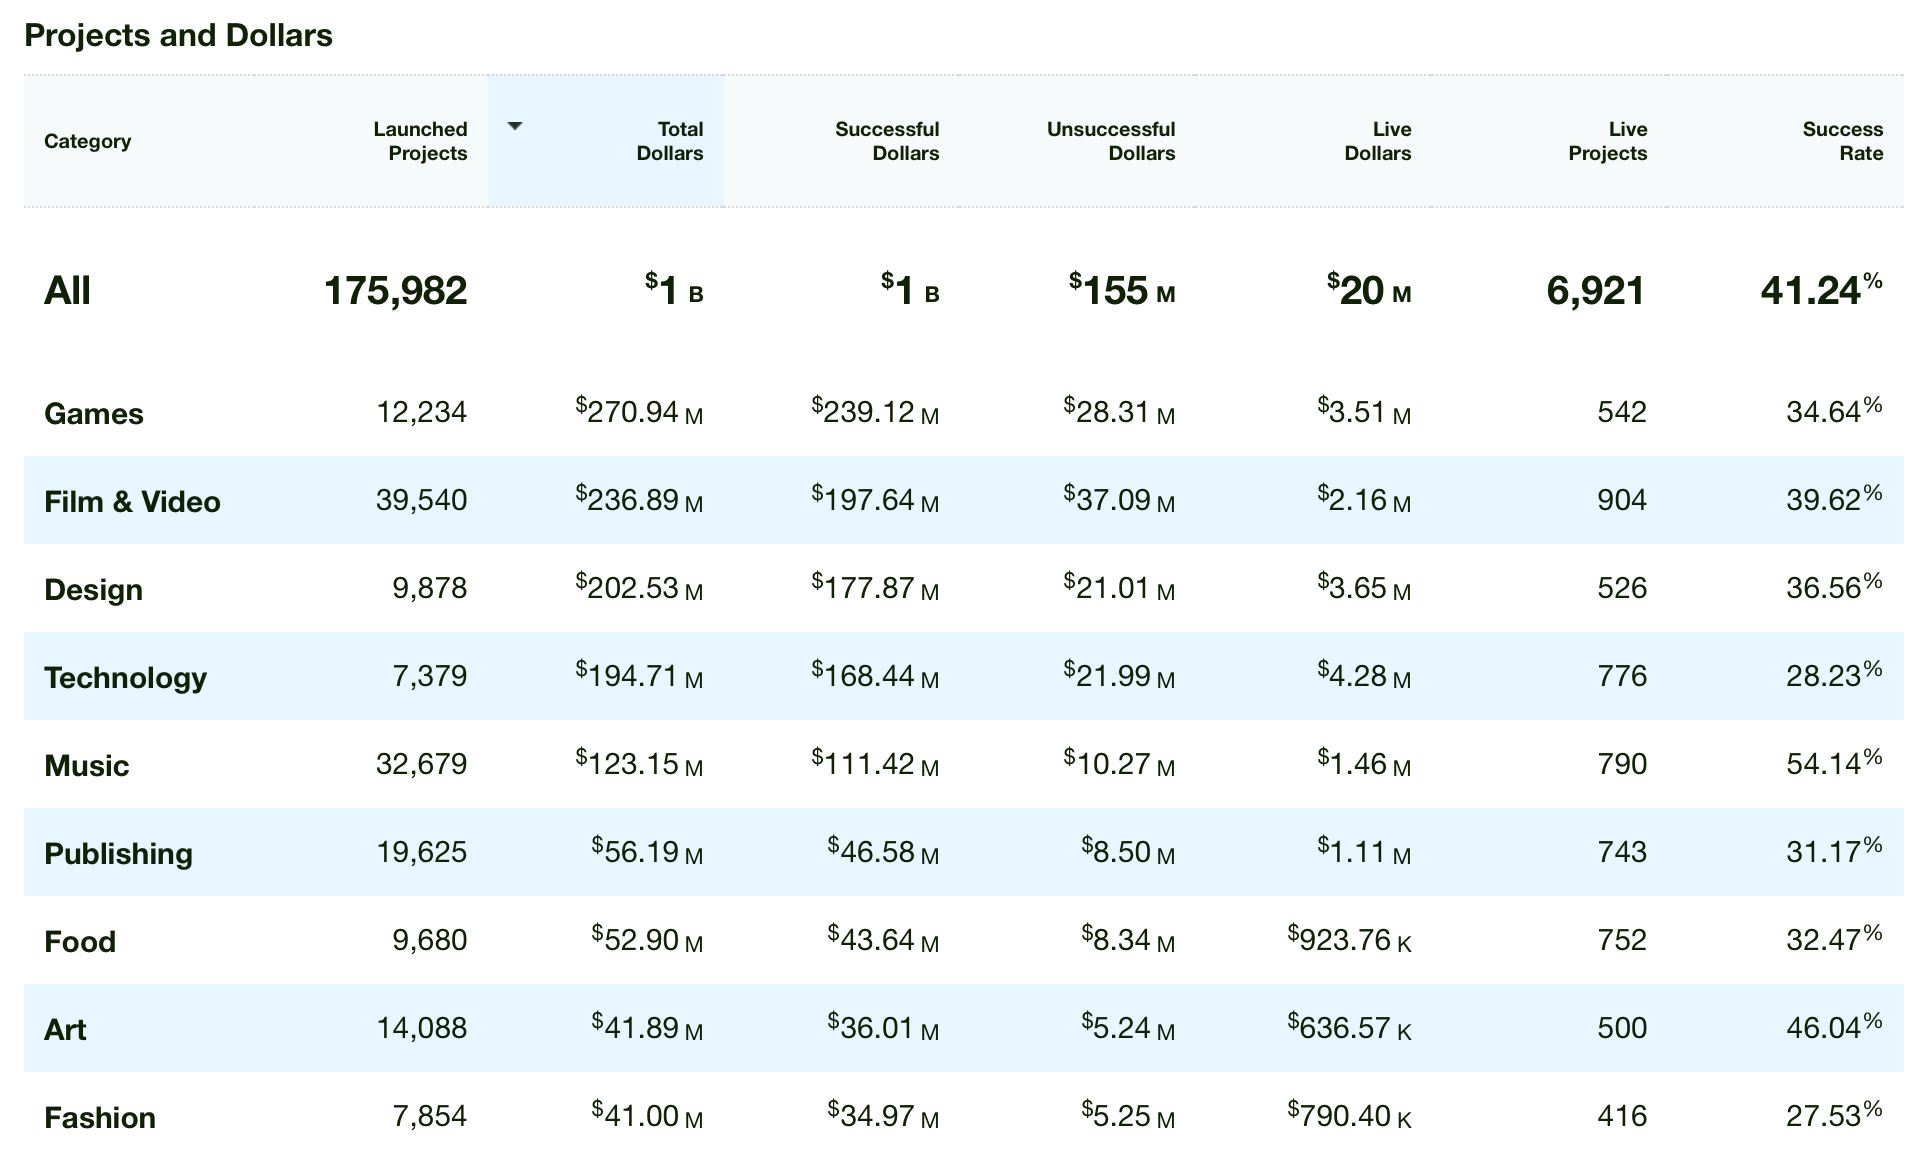 Projects and Dollars
Category Launched Projects Total Dollars Successful Dollars Unsuccessful Dollars Live Dollars Live Projects Success Rate
All 175,982 $1 B $1 B $155 M $20 M 6,921 41.24%
Games 12,234 $270.94 M $239.12 M $28.31 M $3.51 M 542 34.64%
Film & Video 39,540 $236.89 M $197.64 M $37.09 M $2.16 M 904 39.62%
Design 9,878 $202.53 M $177.87 M $21.01 M $3.65 M 526 36.56%
Technology 7,379 $194.71 M $168.44 M $21.99 M $4.28 M 776 28.23%
Music 32,679 $123.15 M $111.42 M $10.27 M $1.46 M 790 54.14%
Publishing 19,625 $56.19 M $46.58 M $8.50 M $1.11 M 743 31.17%
Food 9,680 $52.90 M $43.64 M $8.34 M $923.76 K 752 32.47%
Art 14,088 $41.89 M $36.01 M $5.24 M $636.57 K 500 46.04%
Fashion 7,854 $41.00 M $34.97 M $5.25 M $790.40 K 416 27.53%